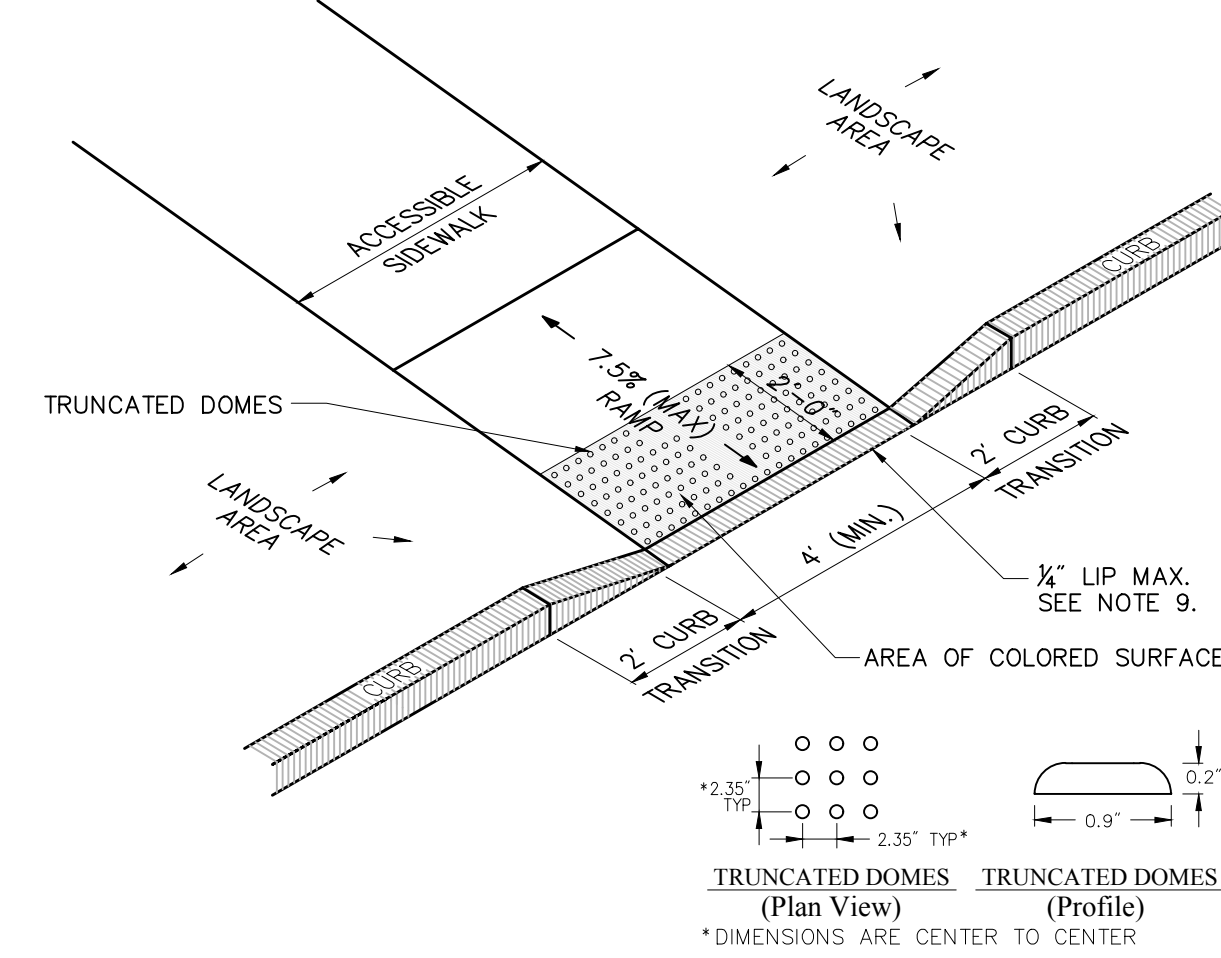 LANDSCAPE
AREA
ACCESSIBLE
SIDEWALK
CURB
7.5% (MAX)
RAMP
2'-0"
TRUNCATED DOMES
2' CURB
TRANSITION
LANDSCAPE
AREA
4' (MIN.)
1/4" LIP MAX.
SEE NOTE 9.
2' CURB
TRANSITION
AREA OF COLORED SURFACE
CURB
*2.35"
TYP
2.35" TYP*
0.2"
0.9"
TRUNCATED DOMES
(Plan View)
TRUNCATED DOMES
(Profile)
*DIMENSIONS ARE CENTER TO CENTER